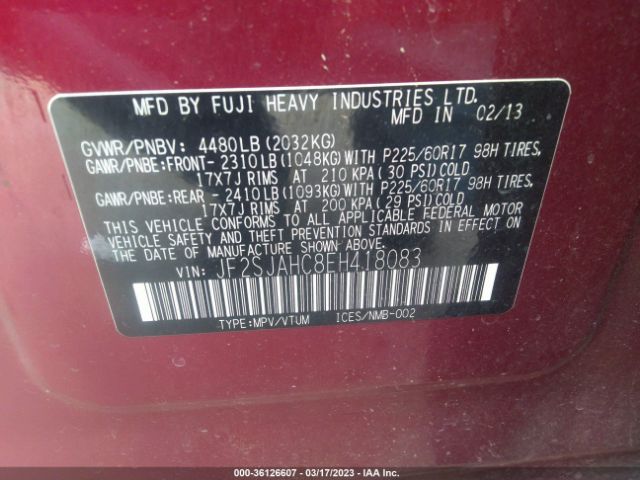 MFD BY FUJI HEAVY INDUSTRIES LTD.
MFD IN 02/13
GVWR/PNBV: 4480LB (2032KG)
GAWR/PNBE:FRONT- 2310LB (1048KG) WITH P225/60R17 98H TIRES,
17X7J RIMS AT 210 KPA (30 PSI) COLD
GAWR/PNBE:REAR - 2410LB (1093KG) WITH P225/60R17 98H TIRES,
17X7J RIMS AT 200 KPA (29 PSI) COLD
THIS VEHICLE CONFORMS TO ALL APPLICABLE FEDERAL MOTOR
VEHICLE SAFETY AND THEFT PREVENTION STANDARDS IN EFFECT ON
THE DATE OF MANUFACTURE SHOWN ABOVE.
VIN: JF2SJAHC8EH418083
TYPE:MPV/VTUM ICES/NMB-002
000-36126607 - 03/17/2023 - IAA Inc.